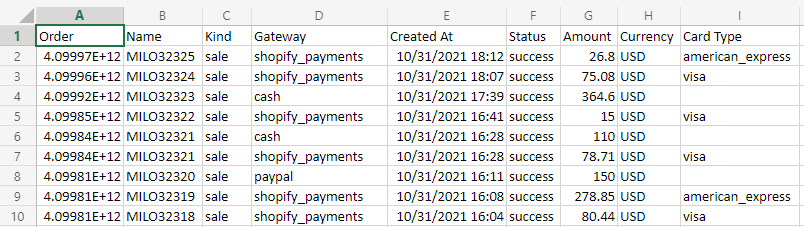 A B C D E F G H I
1 Order Name Kind Gateway Created At Status Amount Currency Card Type
2 4.09997E+12 MILO32325 sale shopify_payments 10/31/2021 18:12 success 26.8 USD american_express
3 4.09996E+12 MILO32324 sale shopify_payments 10/31/2021 18:07 success 75.08 USD visa
4 4.09992E+12 MILO32323 sale cash 10/31/2021 17:39 success 364.6 USD
5 4.09985E+12 MILO32322 sale shopify_payments 10/31/2021 16:41 success 15 USD visa
6 4.09984E+12 MILO32321 sale cash 10/31/2021 16:28 success 110 USD
7 4.09984E+12 MILO32321 sale shopify_payments 10/31/2021 16:28 success 78.71 USD visa
8 4.09981E+12 MILO32320 sale paypal 10/31/2021 16:11 success 150 USD
9 4.09981E+12 MILO32319 sale shopify_payments 10/31/2021 16:08 success 278.85 USD american_express
10 4.09981E+12 MILO32318 sale shopify_payments 10/31/2021 16:04 success 80.44 USD visa